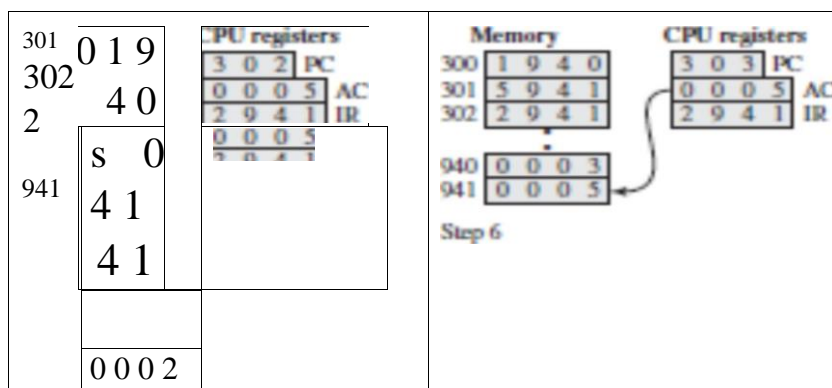 301
302
2
941
0 1 9
4 0
s 0
4 1
4 1
0 0 0 2
CPU registers
3 0 2 PC
0 0 0 5 AC
2 9 4 1 IR
0 0 0 5
2 9 4 1
Memory
300 1 9 4 0
301 5 9 4 1
302 2 9 4 1
940 0 0 0 3
941 0 0 0 5
Step 6
CPU registers
3 0 3 PC
0 0 0 5 AC
2 9 4 1 IR